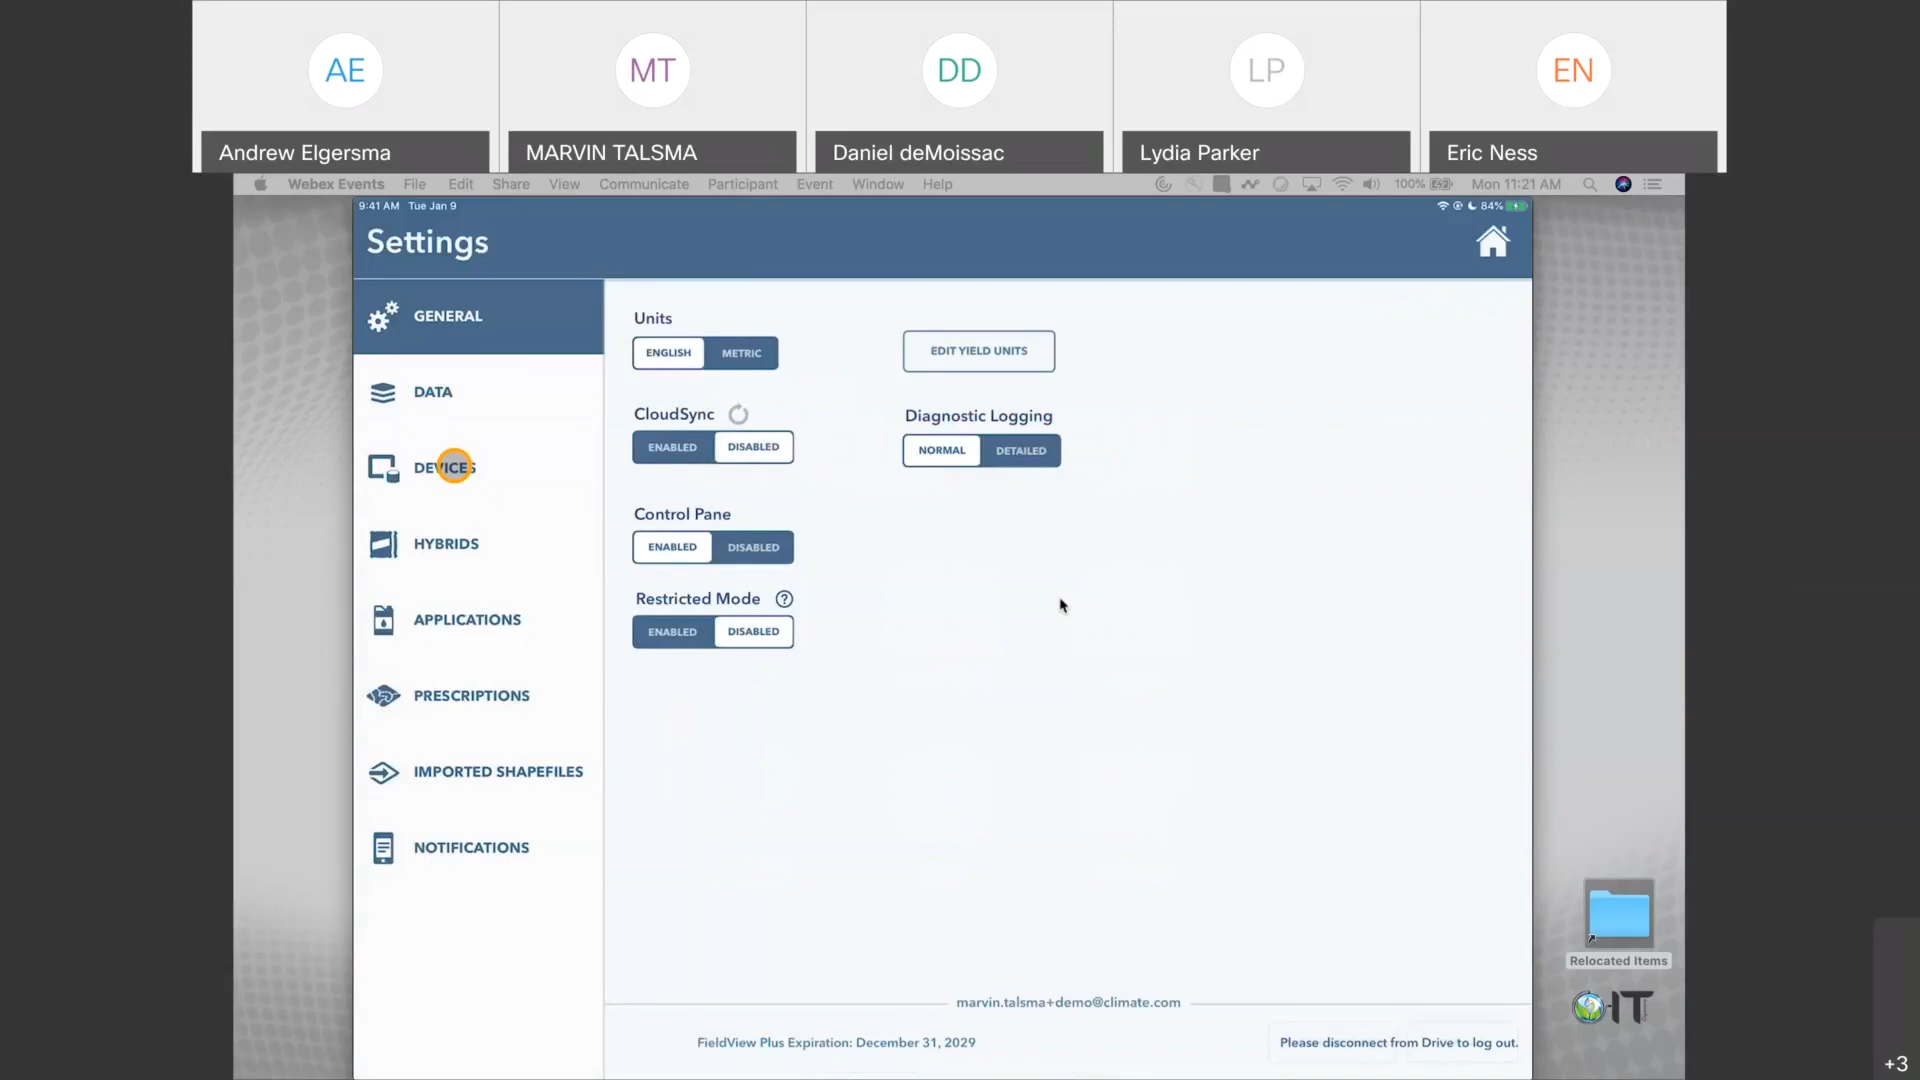 AE
MT
DD
LP
EN
Andrew Elgersma
MARVIN TALSMA
Daniel deMoissac
Lydia Parker
Eric Ness
Webex Events File Edit Share View Communicate Participant Event Window Help 100% Mon 11:21 AM
9:41 AM Tue Jan 9 84%
Settings
GENERAL
DATA
DEVICES
HYBRIDS
APPLICATIONS
PRESCRIPTIONS
IMPORTED SHAPEFILES
NOTIFICATIONS
Units
ENGLISH METRIC
EDIT YIELD UNITS
CloudSync
ENABLED DISABLED
Diagnostic Logging
NORMAL DETAILED
Control Pane
ENABLED DISABLED
Restricted Mode ?
ENABLED DISABLED
marvin.talsma+demo@climate.com
FieldView Plus Expiration: December 31, 2029
Please disconnect from Drive to log out.
Relocated Items
IT
+3